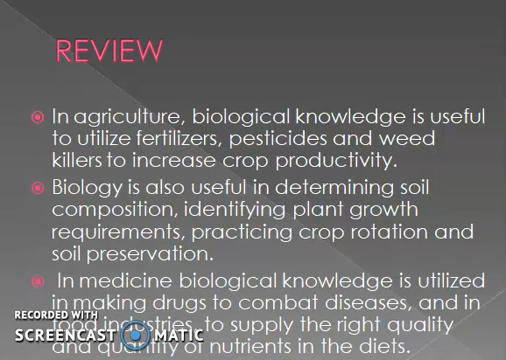 REVIEW
In agriculture, biological knowledge is useful
to utilize fertilizers, pesticides and weed
killers to increase crop productivity.
Biology is also useful in determining soil
composition, identifying plant growth
requirements, practicing crop rotation and
soil preservation.
In medicine biological knowledge is utilized
in making drugs to combat diseases, and in
food industries, to supply the right quality
and quantity of nutrients in the diets.
RECORDED WITH
SCREENCAST MATIC